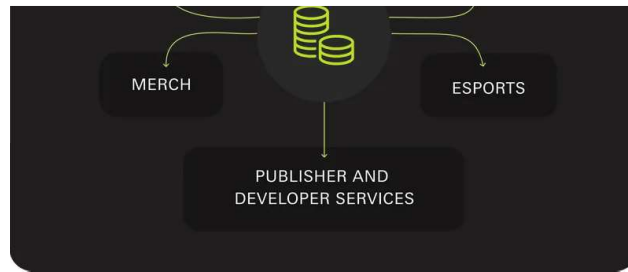 MERCH
ESPORTS
PUBLISHER AND
DEVELOPER SERVICES